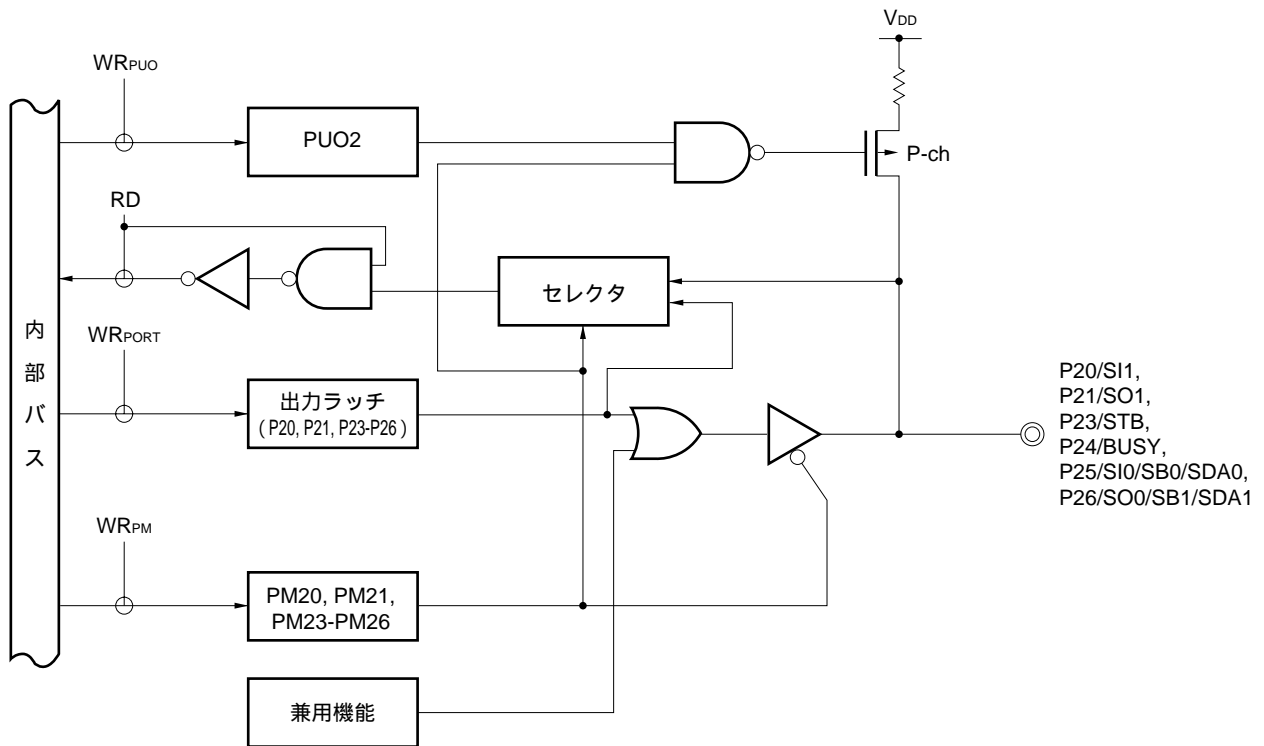 VDD
WRPUO
PUO2
P-ch
RD
セレクタ
内部バス
WRPORT
出力ラッチ
(P20, P21, P23-P26)
P20/SI1,
P21/SO1,
P23/STB,
P24/BUSY,
P25/SI0/SB0/SDA0,
P26/SO0/SB1/SDA1
WRPM
PM20, PM21,
PM23-PM26
兼用機能